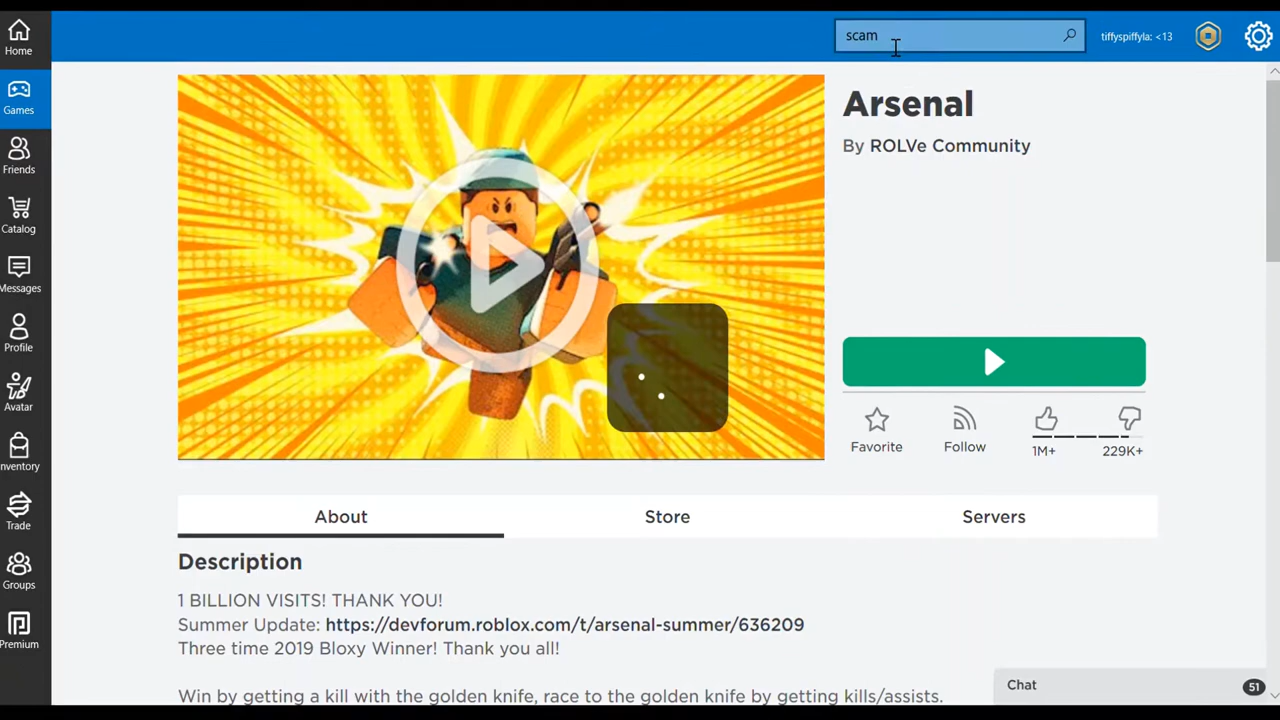 scam
tiffyspiffyla: <13
Home
Games
Friends
Catalog
Messages
Profile
Avatar
nventory
Trade
Groups
Premium
Arsenal
By ROLVe Community
Favorite
Follow
1M+
229K+
About
Store
Servers
Description
1 BILLION VISITS! THANK YOU!
Summer Update: https://devforum.roblox.com/t/arsenal-summer/636209
Three time 2019 Bloxy Winner! Thank you all!
Win by getting a kill with the golden knife, race to the golden knife by getting kills/assists.
Chat
51